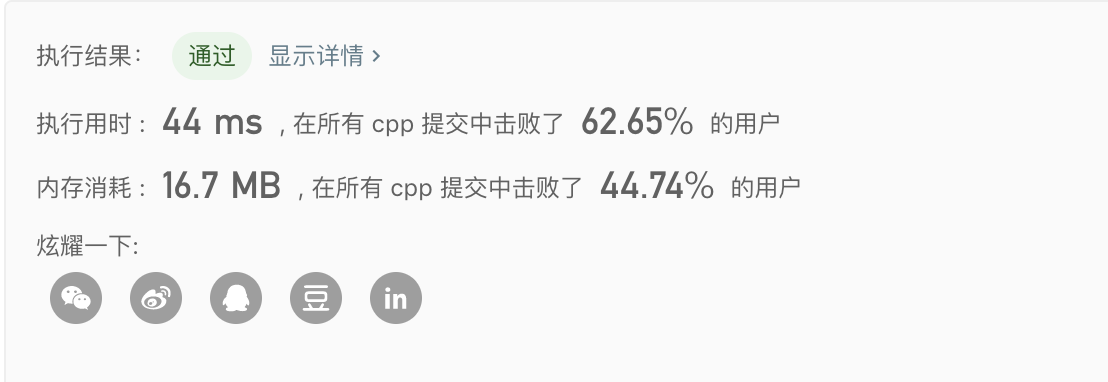 执行结果： 通过 显示详情 ›
执行用时： 44 ms ，在所有 cpp 提交中击败了 62.65% 的用户
内存消耗： 16.7 MB ，在所有 cpp 提交中击败了 44.74% 的用户
炫耀一下:
豆 in